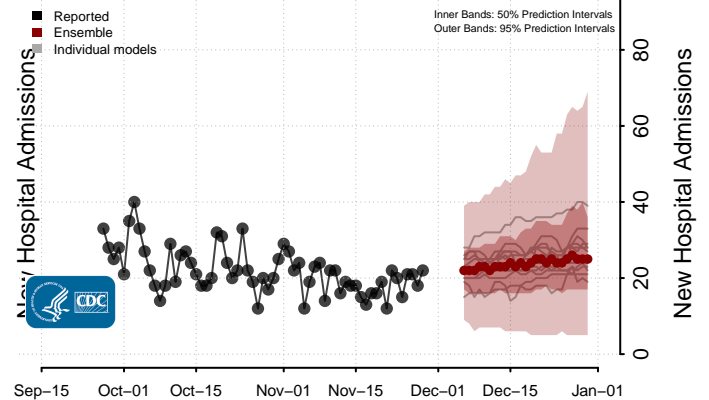 Reported
Ensemble
Individual models
Inner Bands: 50% Prediction Intervals
Outer Bands: 95% Prediction Intervals
New Hospital Admissions
80
60
40
20
0
New Hospital Admissions
CDC
Sep–15
Oct–01
Oct–15
Nov–01
Nov–15
Dec–01
Dec–15
Jan–01